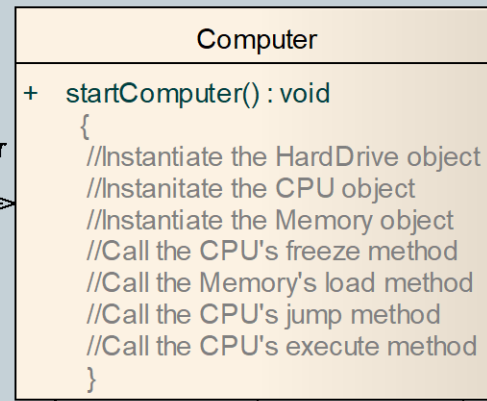 Computer
+ startComputer() : void
{
//Instantiate the HardDrive object
//Instanitate the CPU object
//Instantiate the Memory object
//Call the CPU's freeze method
//Call the Memory's load method
//Call the CPU's jump method
//Call the CPU's execute method
}